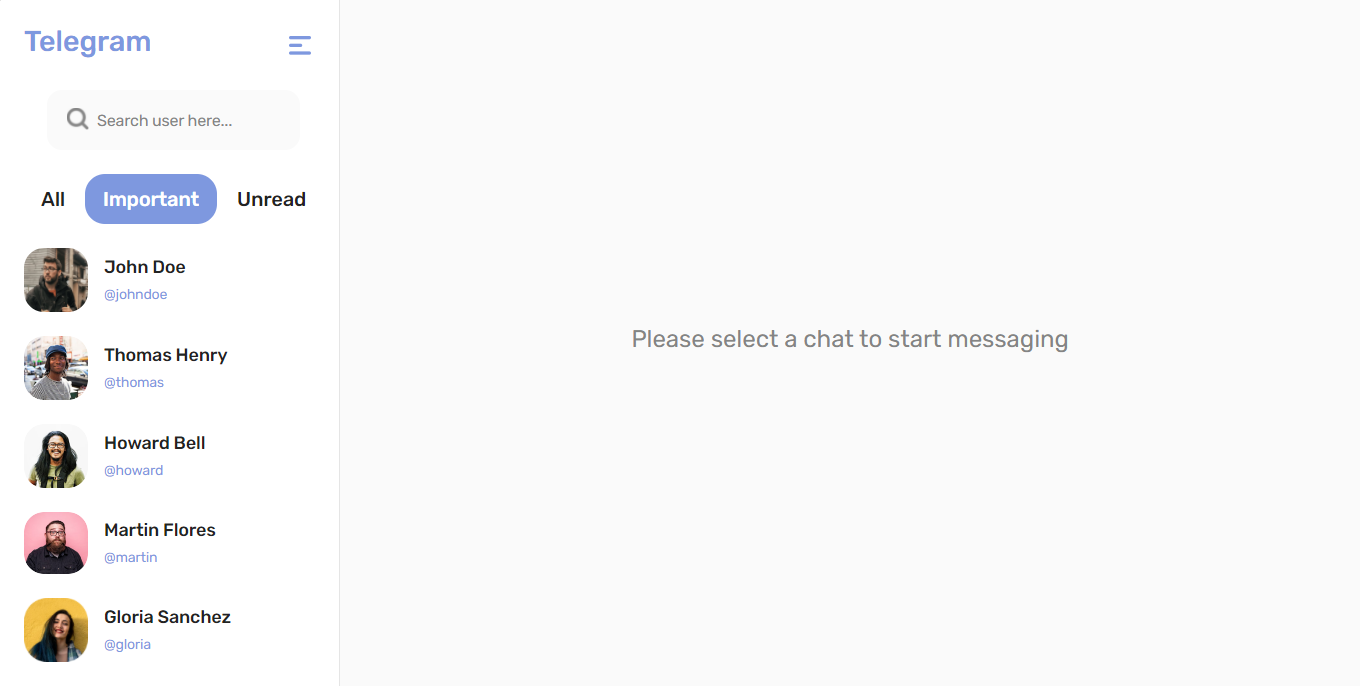 Telegram
Search user here...
All Important Unread
John Doe
@johndoe
Thomas Henry
@thomas
Howard Bell
@howard
Martin Flores
@martin
Gloria Sanchez
@gloria
Please select a chat to start messaging